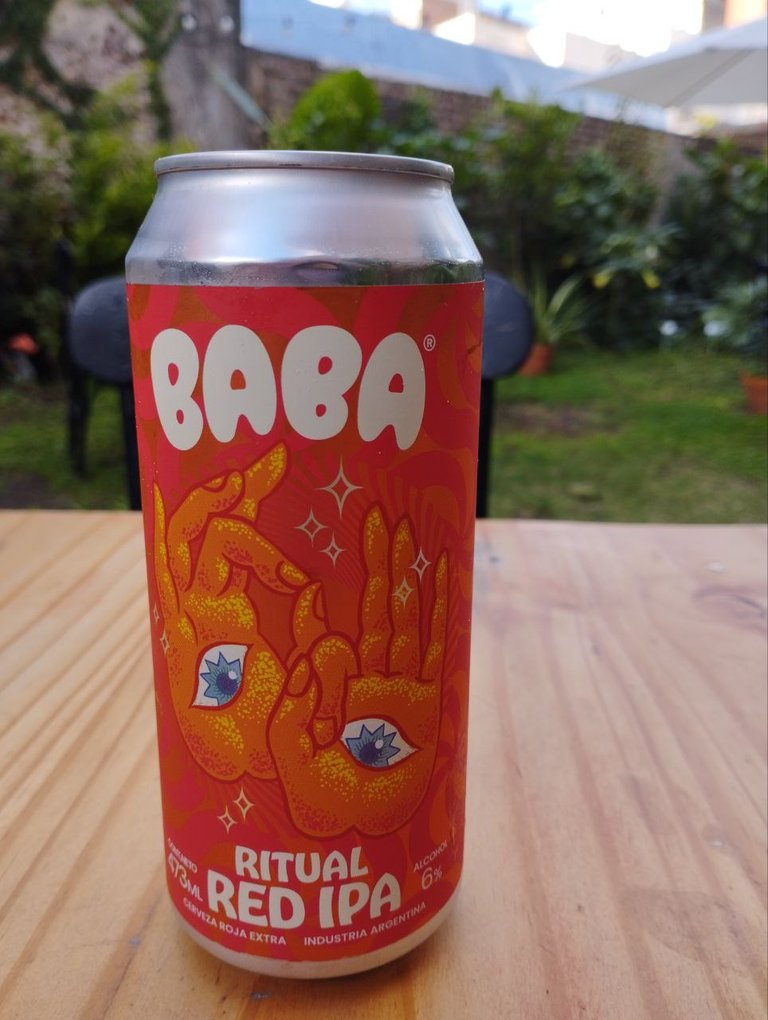 BABA®
RITUAL
RED IPA
CONTENIDO
473ML
ALCOHOL
6%
CERVEZA ROJA EXTRA INDUSTRIA ARGENTINA